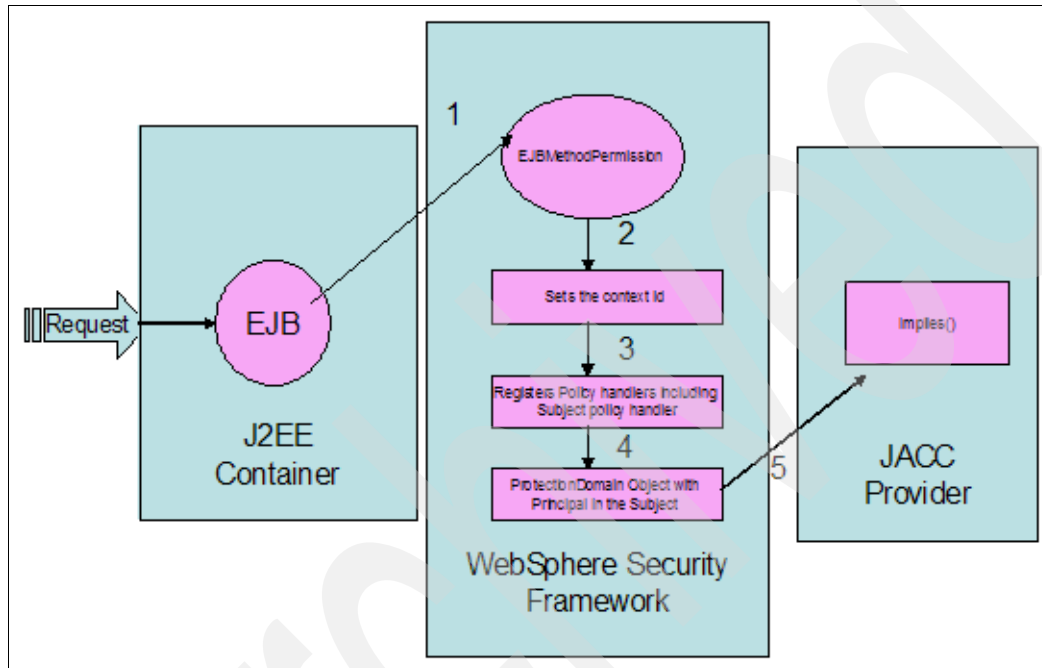 Request
EJB
J2EE
Container
1
EJBMethodPermission
2
Sets the context Id
3
Registers Policy handlers including
Subject policy handler
4
ProtectionDomain Object with
Principal in the Subject
WebSphere Security
Framework
5
Implies()
JACC
Provider